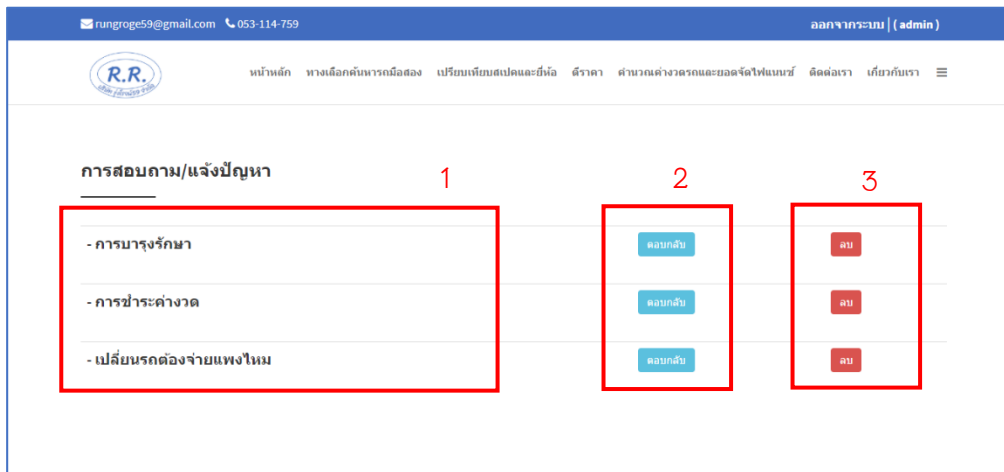 rungroge59@gmail.com 053-114-759 ออกจากระบบ | ( admin )
R.R.
หน้าหลัก ทางเลือกค้นหารถมือสอง เปรียบเทียบสเปคและยี่ห้อ ตีราคา คำนวณค่างวดรถและยอดจัดไฟแนนซ์ ติดต่อเรา เกี่ยวกับเรา
การสอบถาม/แจ้งปัญหา
1 2 3
- การบารุงรักษา ตอบกลับ ลบ
- การชำระค่างวด ตอบกลับ ลบ
- เปลี่ยนรถต้องจ่ายแพงไหม ตอบกลับ ลบ